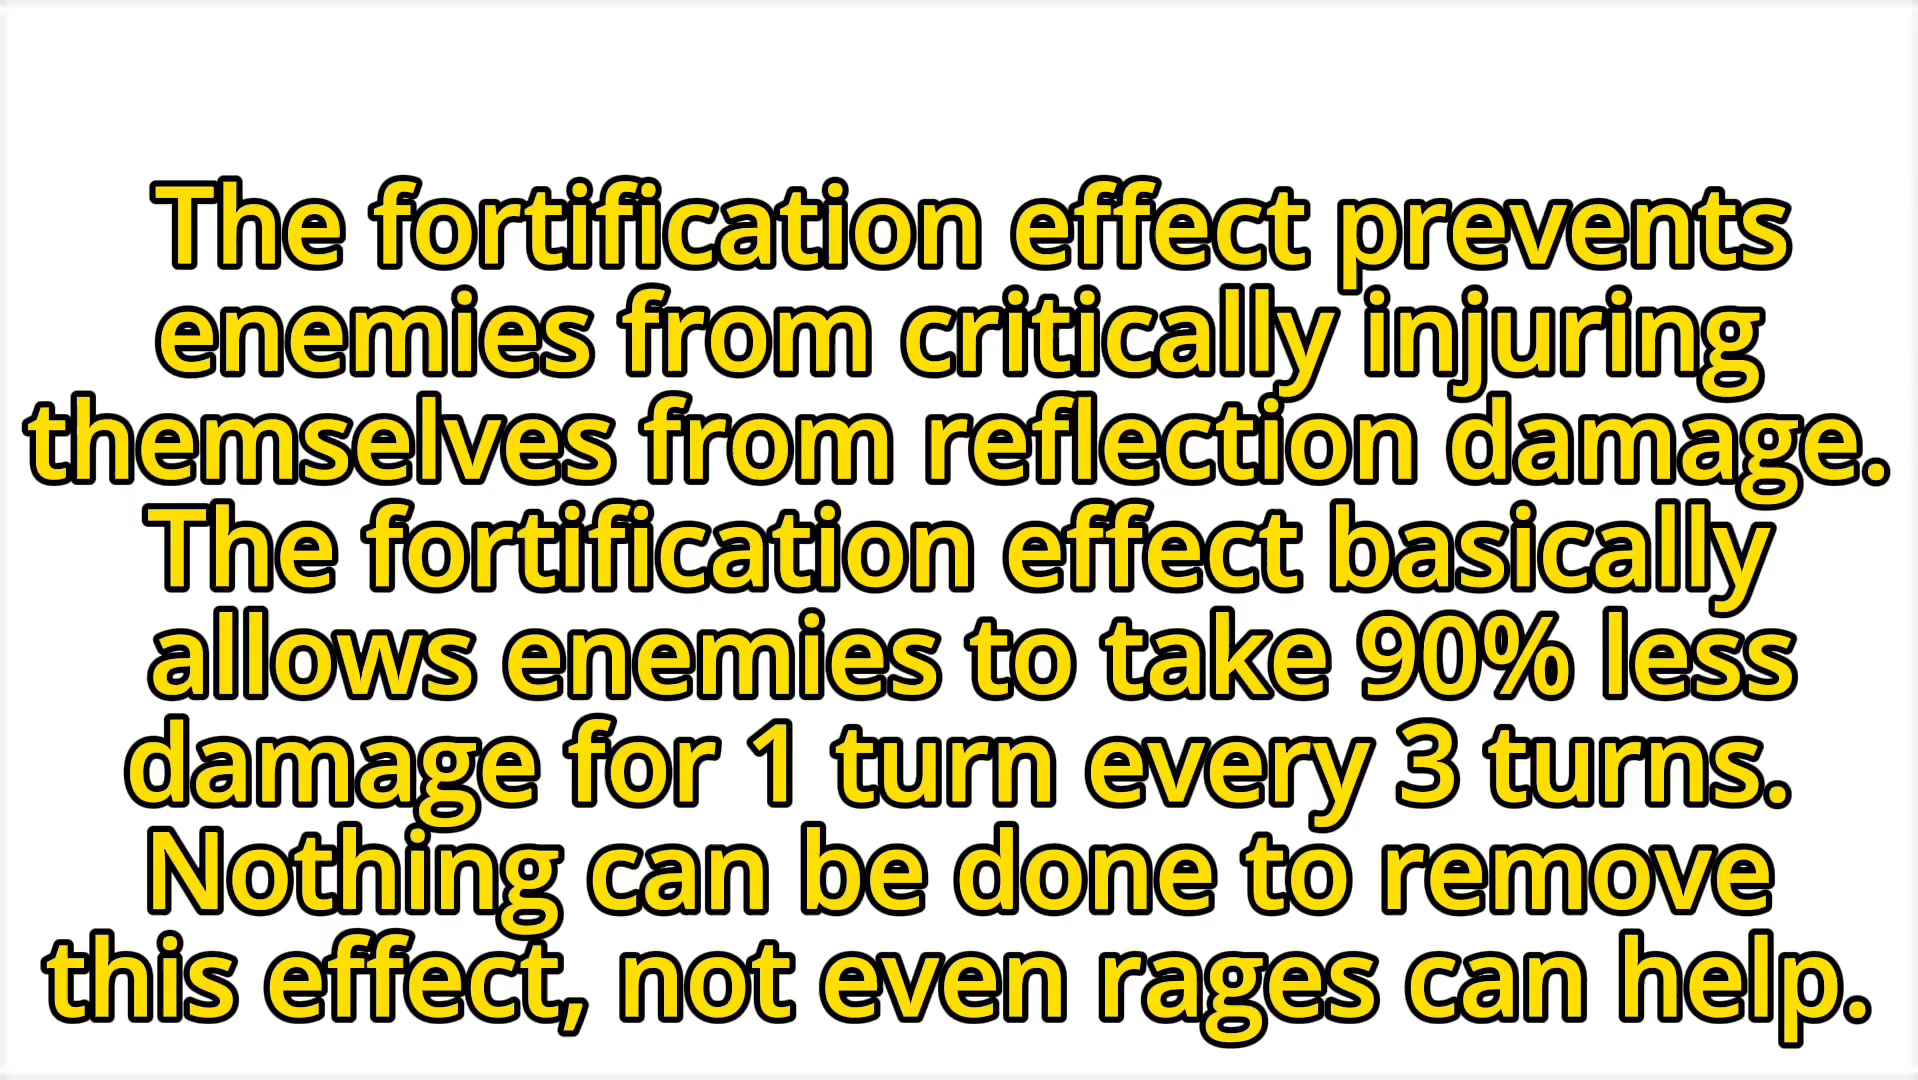 The fortification effect prevents
enemies from critically injuring
themselves from reflection damage.
The fortification effect basically
allows enemies to take 90% less
damage for 1 turn every 3 turns.
Nothing can be done to remove
this effect, not even rages can help.